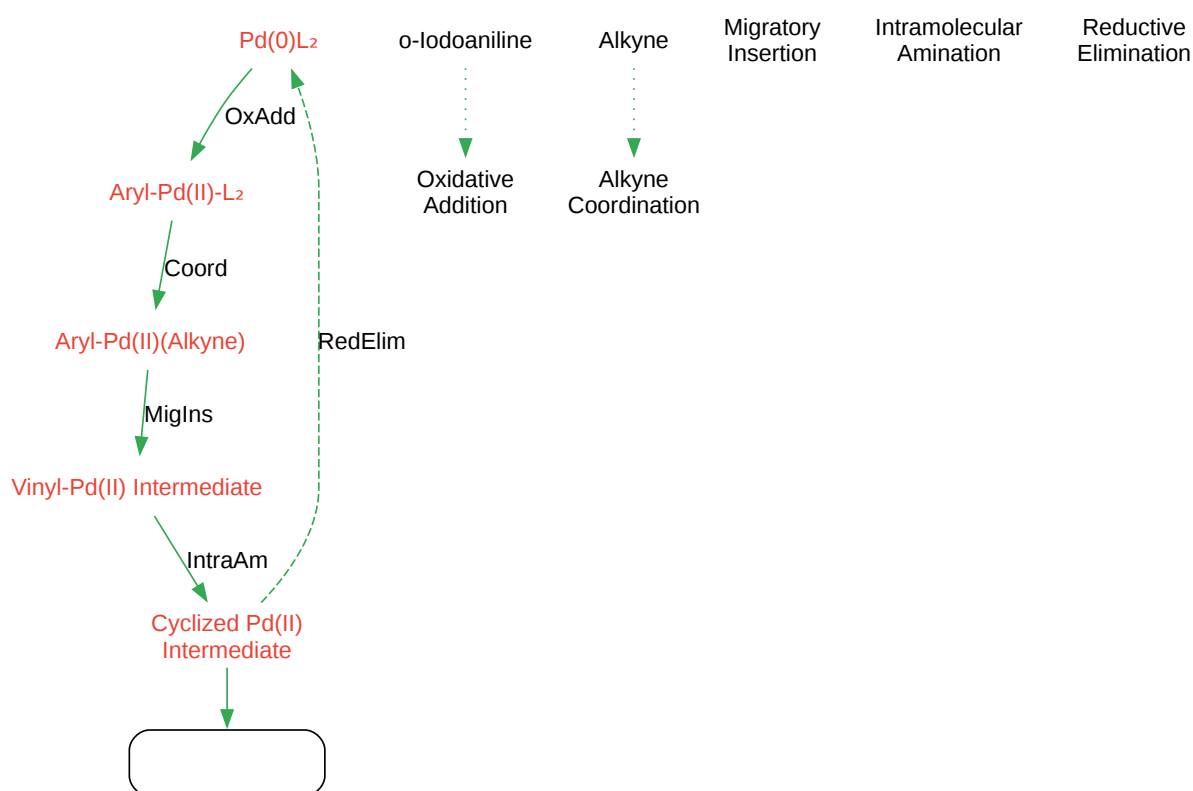 Pd(0)L₂
o-Iodoaniline
Alkyne
Migratory
Insertion
Intramolecular
Amination
Reductive
Elimination
OxAdd
Aryl-Pd(II)-L₂
Oxidative
Addition
Alkyne
Coordination
Coord
Aryl-Pd(II)(Alkyne)
RedElim
MigIns
Vinyl-Pd(II) Intermediate
IntraAm
Cyclized Pd(II)
Intermediate